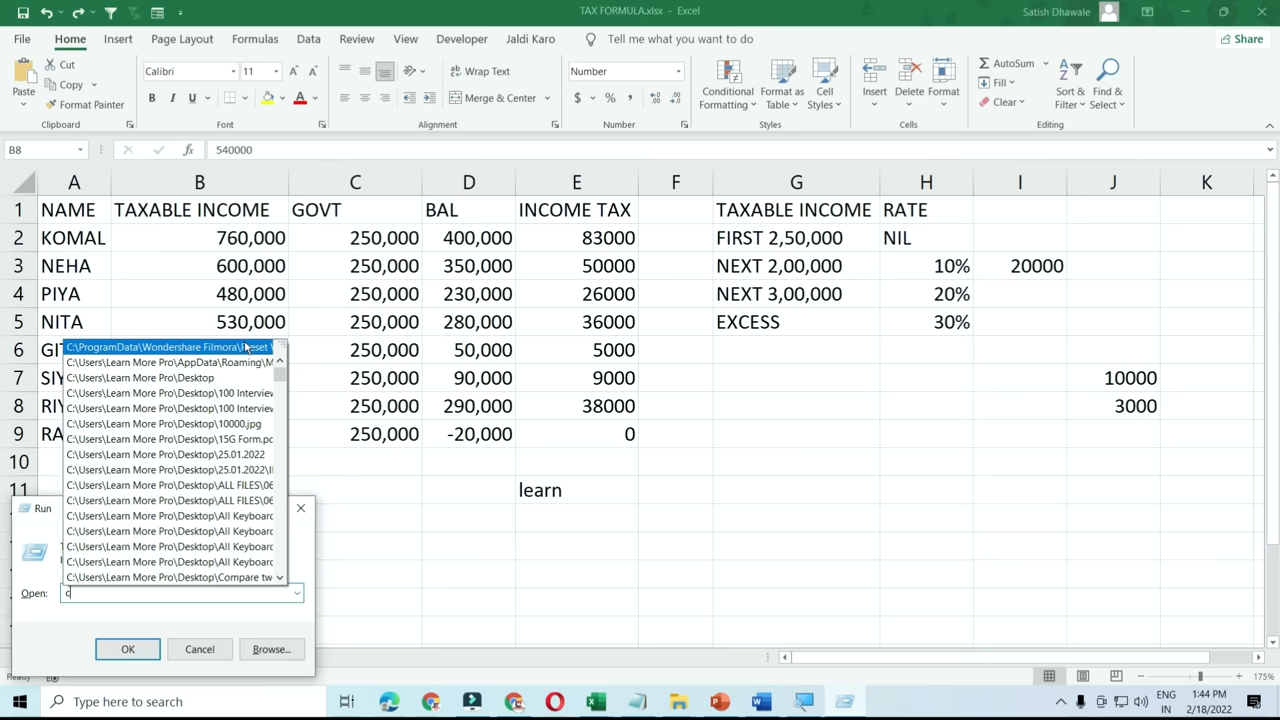 TAX FORMULA.xlsx - Excel
Satish Dhawale
File Home Insert Page Layout Formulas Data Review View Developer Jaldi Karo Tell me what you want to do Share
Paste
Cut
Copy
Format Painter
Calibri 11
B I U
Wrap Text
Merge & Center
Number
$ % ,
Conditional Formatting
Format as Table
Cell Styles
Insert
Delete
Format
AutoSum
Fill
Clear
Sort & Filter
Find & Select
Clipboard Font Alignment Number Styles Cells Editing
B8 fx 540000
A B C D E F G H I J K
1 NAME TAXABLE INCOME GOVT BAL INCOME TAX TAXABLE INCOME RATE
2 KOMAL 760,000 250,000 400,000 83000 FIRST 2,50,000 NIL
3 NEHA 600,000 250,000 350,000 50000 NEXT 2,00,000 10% 20000
4 PIYA 480,000 250,000 230,000 26000 NEXT 3,00,000 20%
5 NITA 530,000 250,000 280,000 36000 EXCESS 30%
6 250,000 50,000 5000
7 250,000 90,000 9000 10000
8 250,000 290,000 38000 3000
9 RA 250,000 -20,000 0
10
11 learn
C:\ProgramData\Wondershare Filmora\Preset
C:\Users\Learn More Pro\AppData\Roaming\M
C:\Users\Learn More Pro\Desktop
C:\Users\Learn More Pro\Desktop\100 Interview
C:\Users\Learn More Pro\Desktop\100 Interview
C:\Users\Learn More Pro\Desktop\10000.jpg
C:\Users\Learn More Pro\Desktop\15G Form.pd
C:\Users\Learn More Pro\Desktop\25.01.2022
C:\Users\Learn More Pro\Desktop\25.01.2022\
C:\Users\Learn More Pro\Desktop\ALL FILES\06
C:\Users\Learn More Pro\Desktop\ALL FILES\06
C:\Users\Learn More Pro\Desktop\All Keyboard
C:\Users\Learn More Pro\Desktop\All Keyboard
C:\Users\Learn More Pro\Desktop\All Keyboard
C:\Users\Learn More Pro\Desktop\All Keyboard
C:\Users\Learn More Pro\Desktop\Compare tw
Run
Open: c
OK Cancel Browse...
Ready 175%
Type here to search
ENG
IN
1:44 PM
2/18/2022